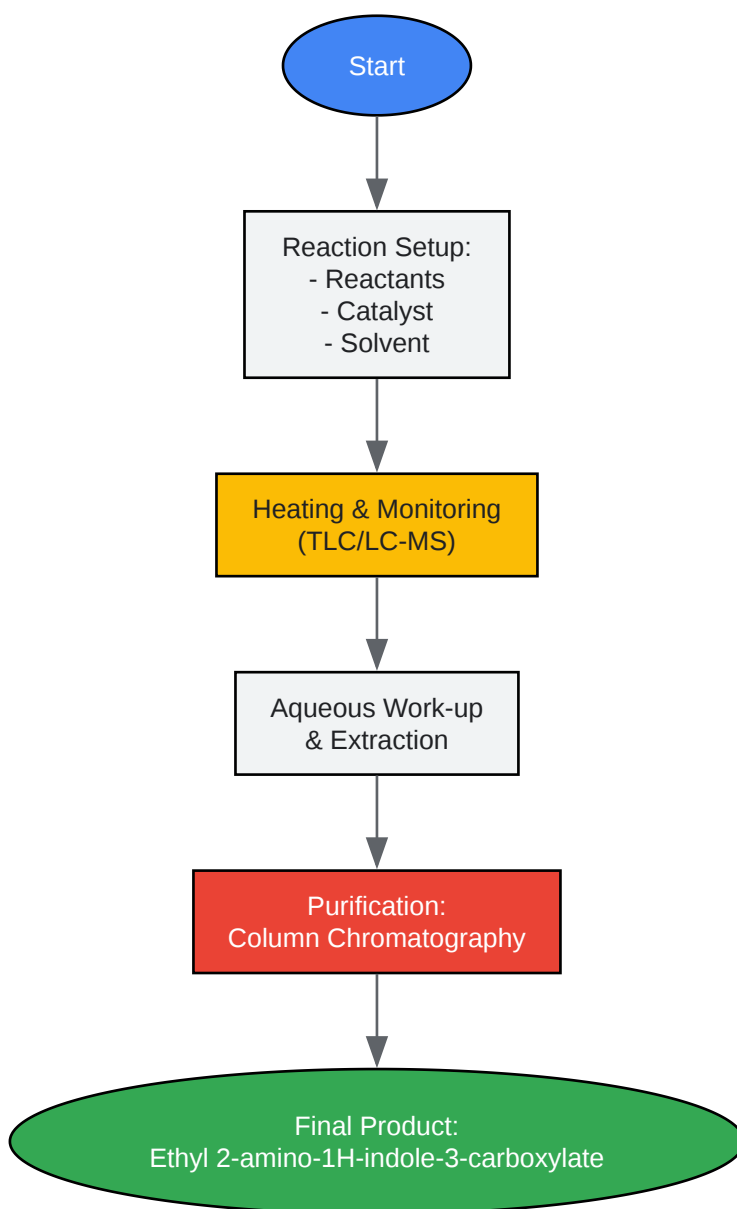 Start
Reaction Setup:
- Reactants
- Catalyst
- Solvent
Heating & Monitoring
(TLC/LC-MS)
Aqueous Work-up
& Extraction
Purification:
Column Chromatography
Final Product:
Ethyl 2-amino-1H-indole-3-carboxylate